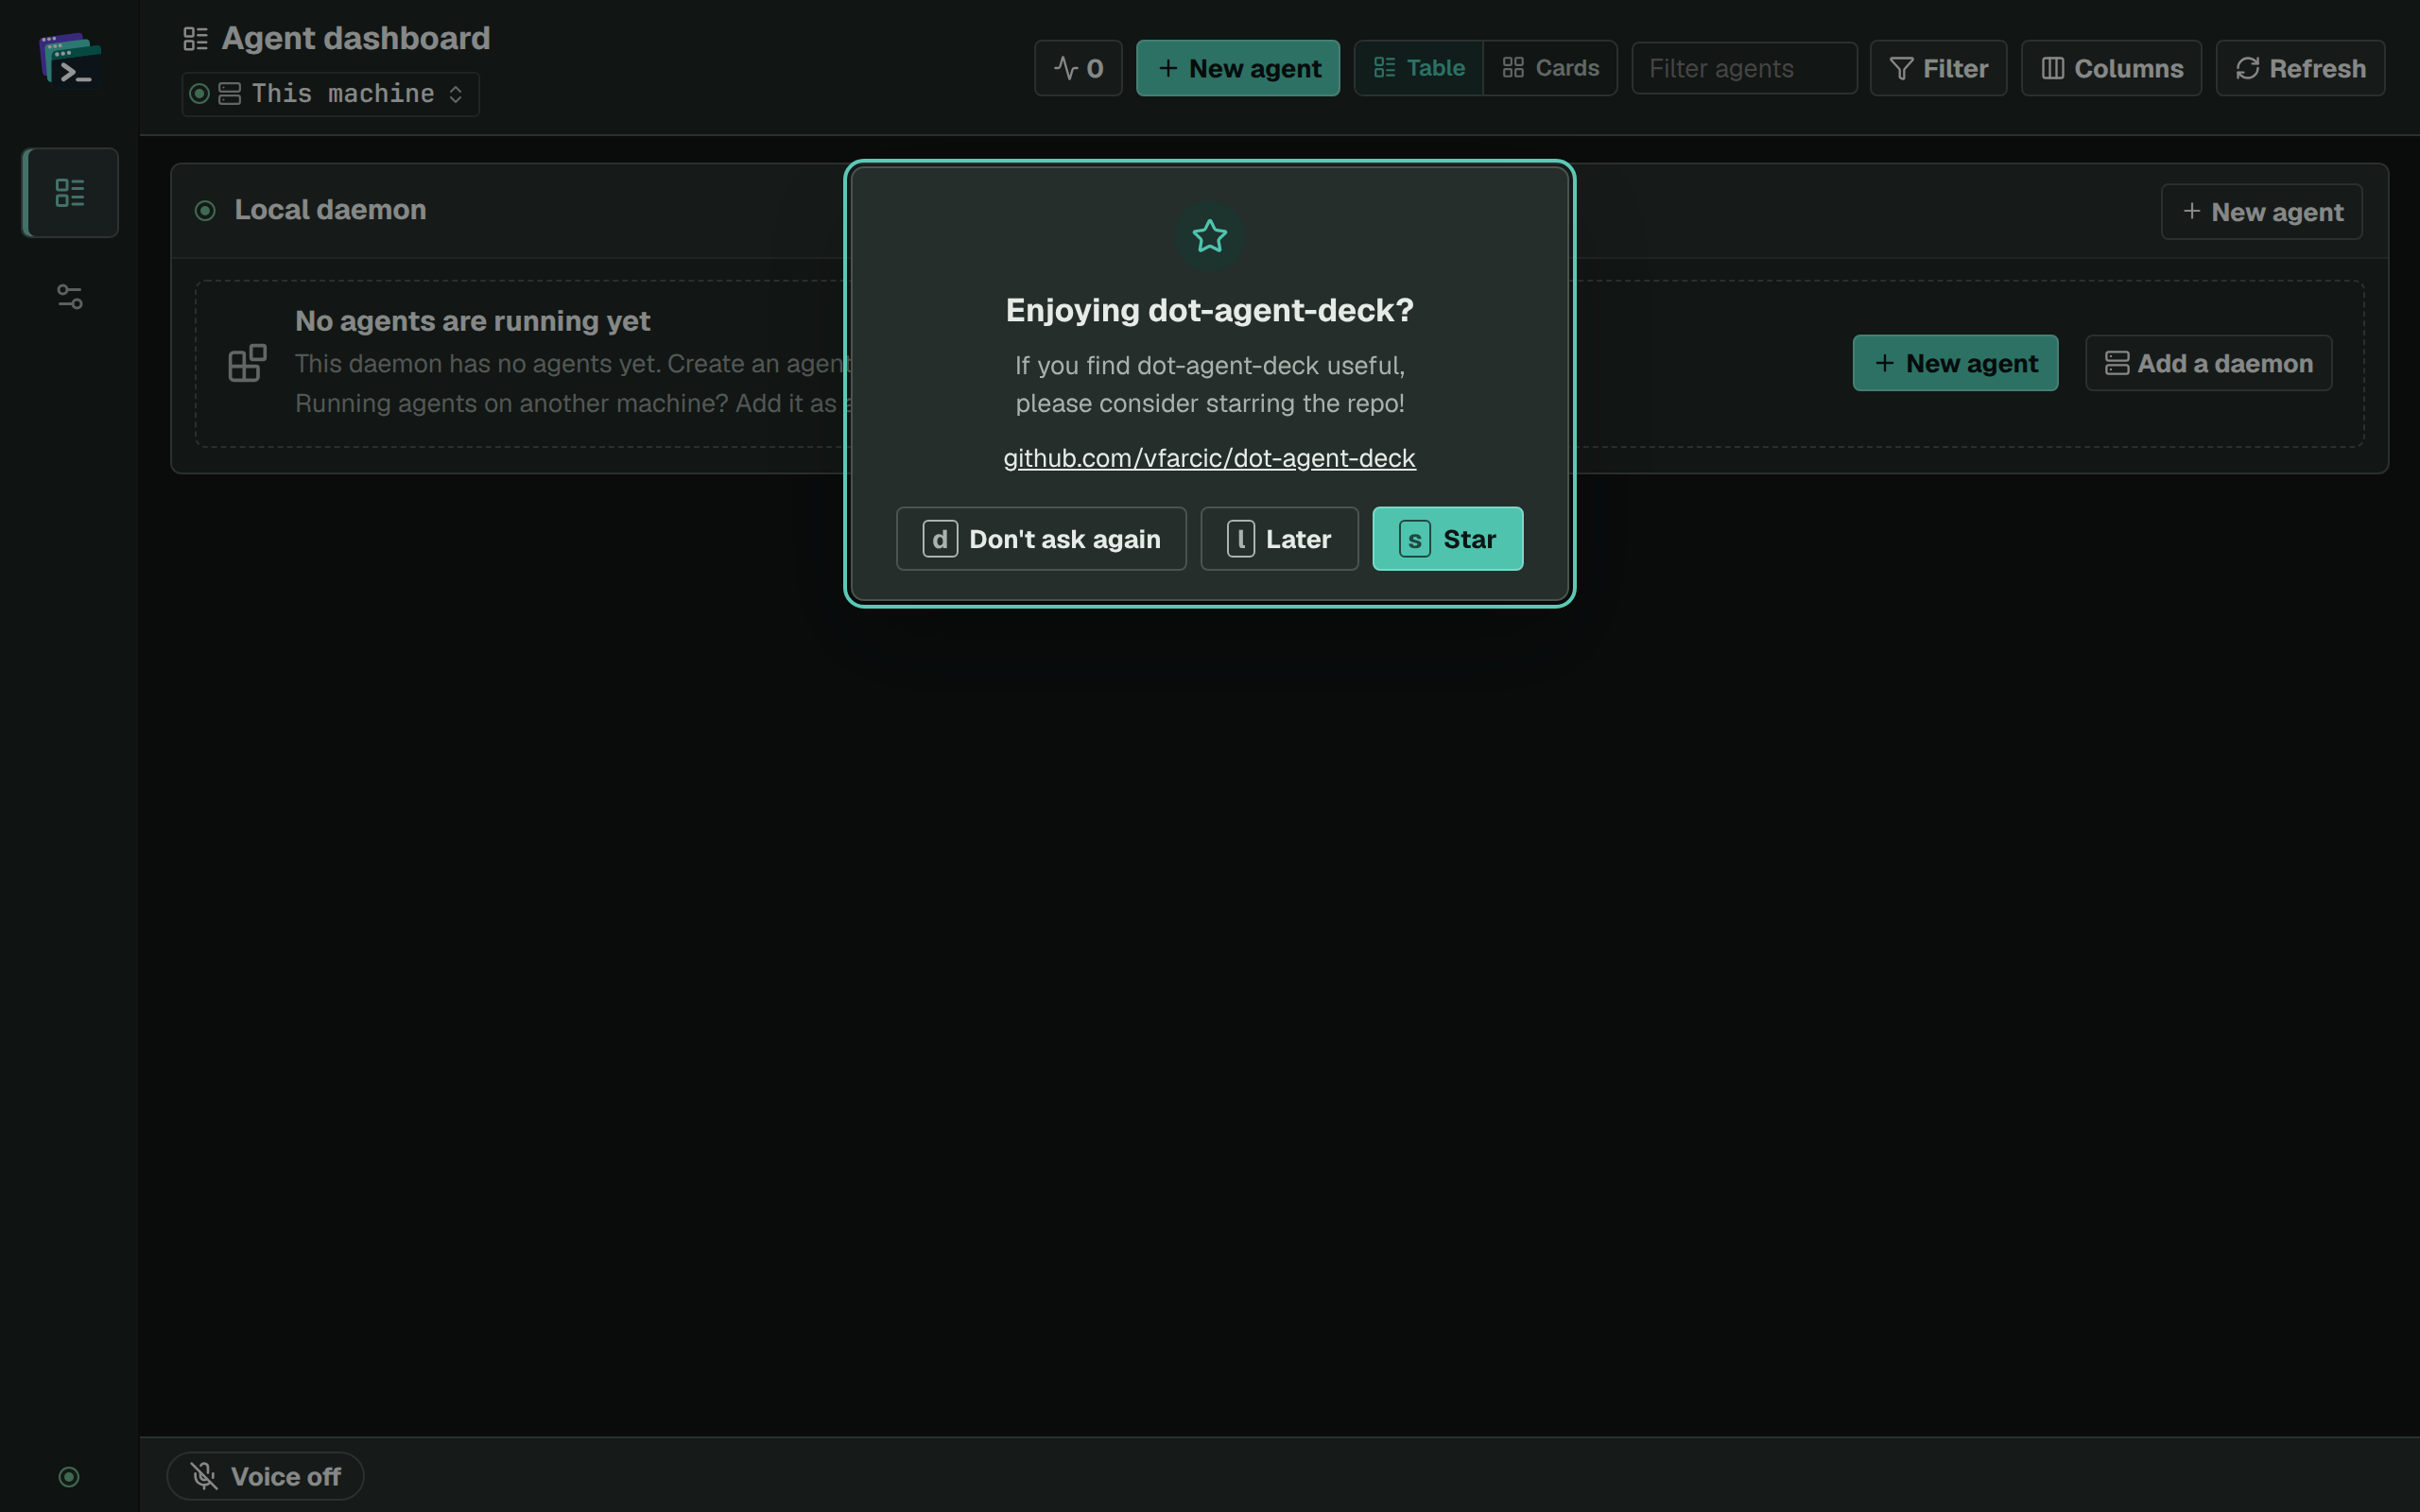 Agent dashboard
This machine
0
+ New agent
Table
Cards
Filter agents
Filter
Columns
Refresh
Local daemon
+ New agent
No agents are running yet
This daemon has no agents yet. Create an agent
Running agents on another machine? Add it as
+ New agent
Add a daemon
Enjoying dot-agent-deck?
If you find dot-agent-deck useful,
please consider starring the repo!
github.com/vfarcic/dot-agent-deck
d Don't ask again
l Later
s Star
Voice off